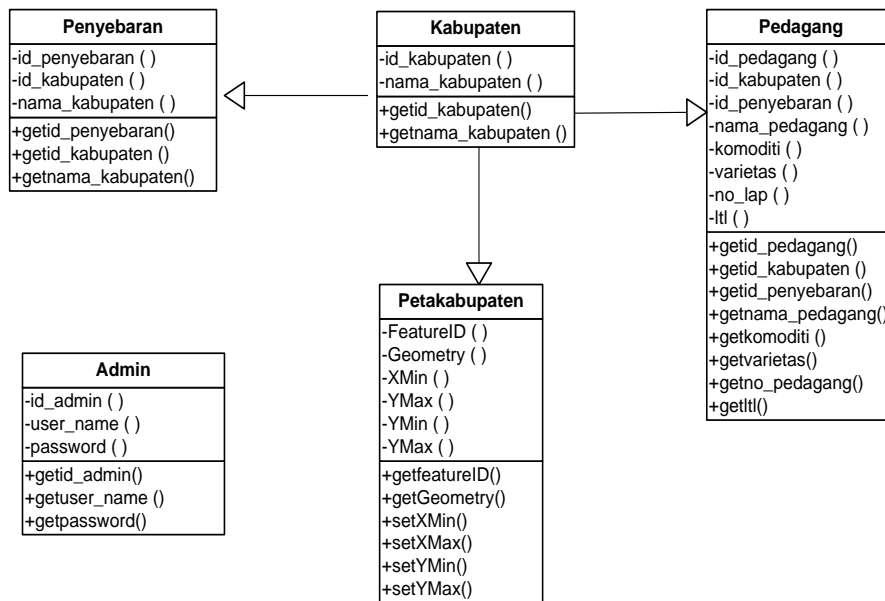 Penyebaran
-id_penyebaran ( )
-id_kabupaten ( )
-nama_kabupaten ( )
+getid_penyebaran()
+getid_kabupaten ()
+getnama_kabupaten()
Kabupaten
-id_kabupaten ( )
-nama_kabupaten ( )
+getid_kabupaten()
+getnama_kabupaten ()
Pedagang
-id_pedagang ( )
-id_kabupaten ( )
-id_penyebaran ( )
-nama_pedagang ( )
-komoditi ( )
-varietas ( )
-no_lap ( )
-ltl ( )
+getid_pedagang()
+getid_kabupaten ()
+getid_penyebaran()
+getnama_pedagang()
+getkomoditi ()
+getvarietas()
+getno_pedagang()
+getltl()
Petakabupaten
-FeatureID ( )
-Geometry ( )
-XMin ( )
-YMax ( )
-YMin ( )
-YMax ( )
+getfeatureID()
+getGeometry()
+setXMin()
+setXMax()
+setYMin()
+setYMax()
Admin
-id_admin ( )
-user_name ( )
-password ( )
+getid_admin()
+getuser_name ()
+getpassword()